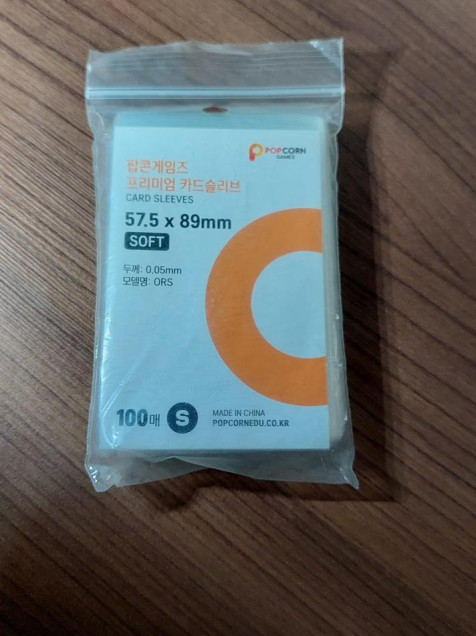 POPCORN
GAMES
팝콘게임즈
프리미엄 카드슬리브
CARD SLEEVES
57.5 x 89mm
SOFT
두께: 0.05mm
모델명: ORS
100매 S
MADE IN CHINA
POPCORNEDU.CO.KR